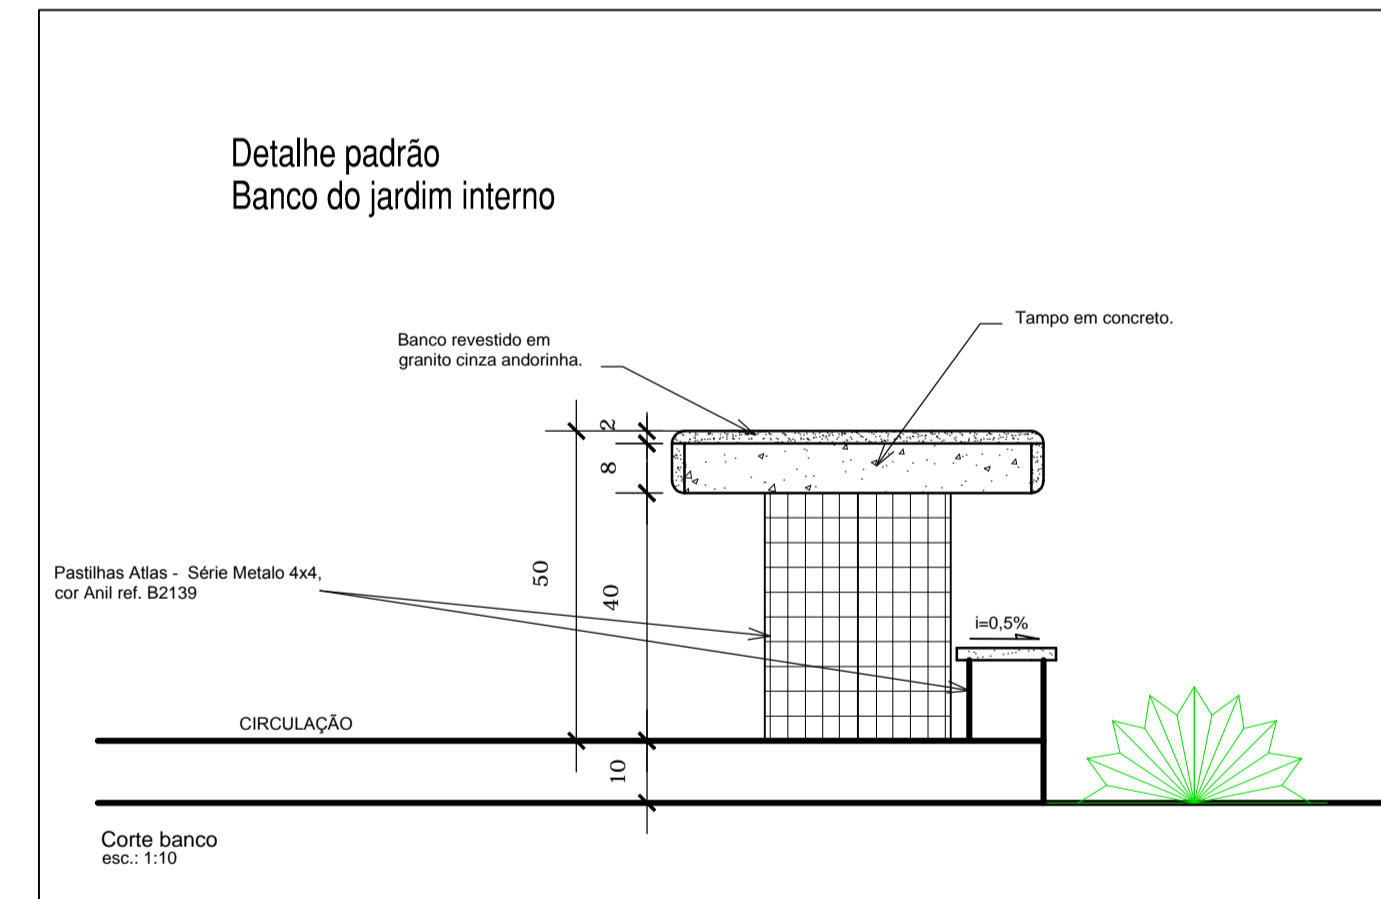 Detalhe padrão
Banco do jardim interno
Tampo em concreto.
Banco revestido em
granito cinza andorinha.
2
8
50
40
Pastilhas Atlas - Série Metalo 4x4,
cor Anil ref. B2139
i=0,5%
CIRCULAÇÃO
10
Corte banco
esc.: 1:10